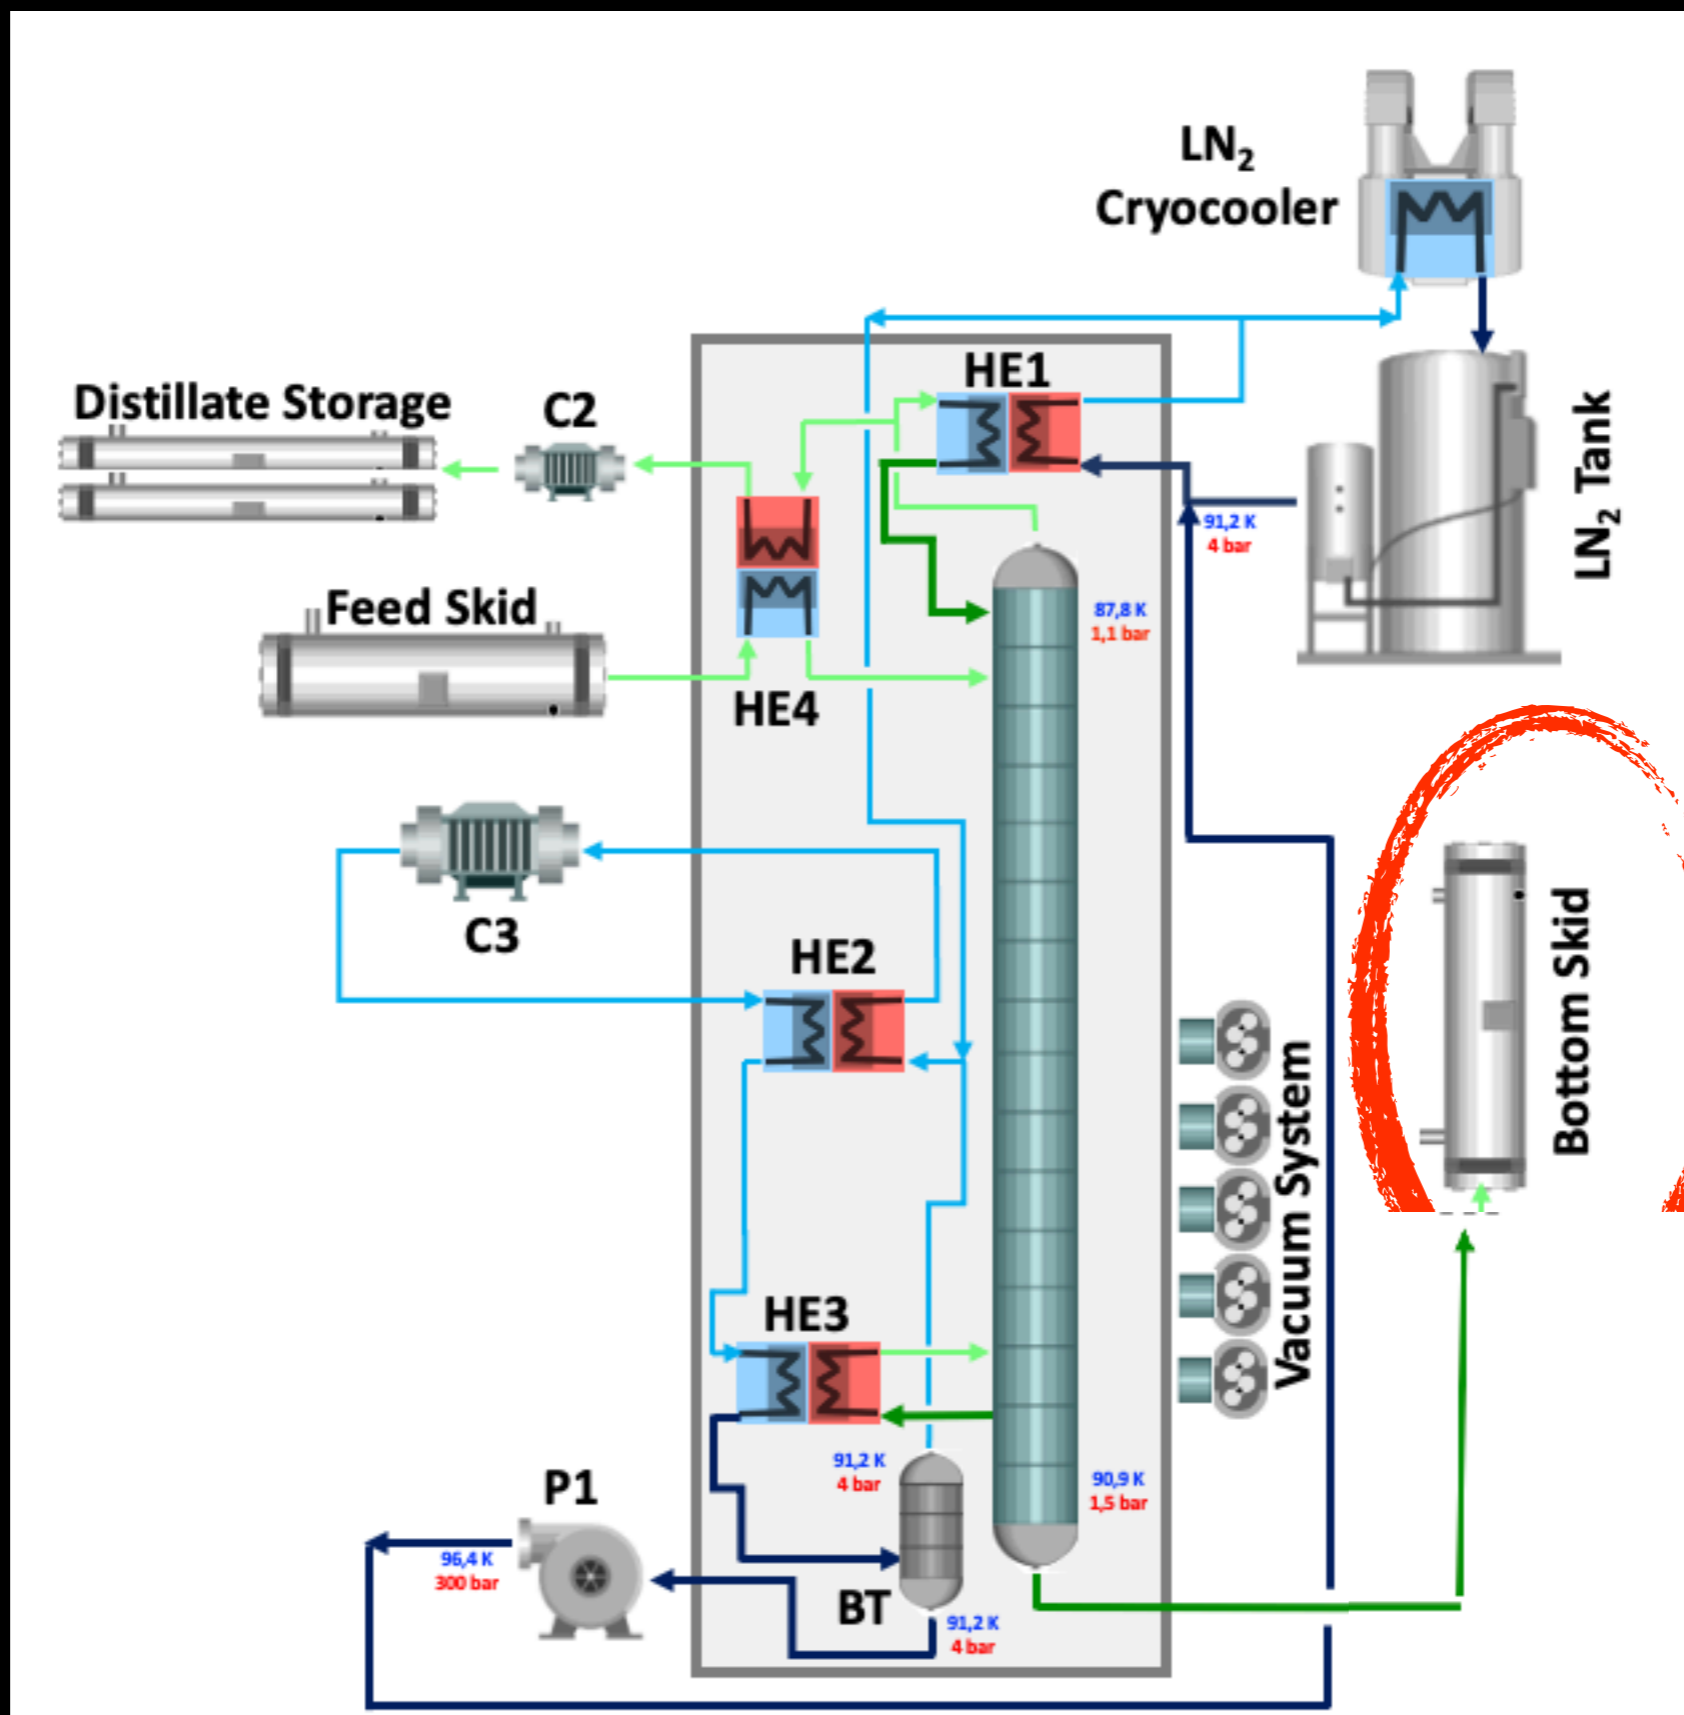 LN₂
Cryocooler
HE1
Distillate Storage
C2
LN₂ Tank
91,2 K
4 bar
Feed Skid
87,8 K
1,1 bar
HE4
C3
HE2
Bottom Skid
Vacuum System
HE3
91,2 K
4 bar
90,9 K
1,5 bar
P1
96,4 K
300 bar
BT
91,2 K
4 bar